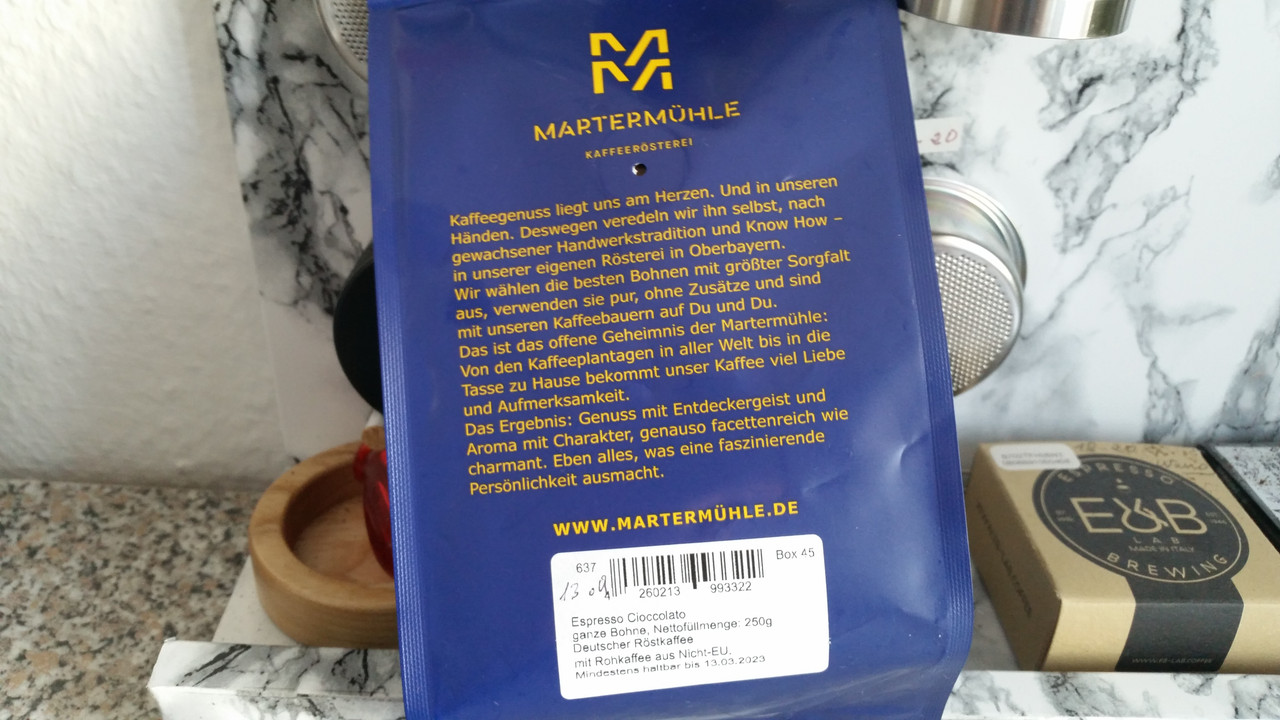 MARTERMÜHLE
KAFFEERÖSTEREI
Kaffeegenuss liegt uns am Herzen. Und in unseren
Händen. Deswegen veredeln wir ihn selbst, nach
gewachsener Handwerkstradition und Know How –
in unserer eigenen Rösterei in Oberbayern.
Wir wählen die besten Bohnen mit größter Sorgfalt
aus, verwenden sie pur, ohne Zusätze und sind
mit unseren Kaffeebauern auf Du und Du.
Das ist das offene Geheimnis der Martermühle:
Von den Kaffeeplantagen in aller Welt bis in die
Tasse zu Hause bekommt unser Kaffee viel Liebe
und Aufmerksamkeit.
Das Ergebnis: Genuss mit Entdeckergeist und
Aroma mit Charakter, genauso facettenreich wie
charmant. Eben alles, was eine faszinierende
Persönlichkeit ausmacht.
WWW.MARTERMÜHLE.DE
637 Box 45
13.09
260213 993322
Espresso Cioccolato
ganze Bohne, Nettofüllmenge: 250g
Deutscher Röstkaffee
mit Rohkaffee aus Nicht-EU.
Mindestens haltbar bis 13.03.2023
20
ESPRESSO
E&B
LAB
MADE IN ITALY
BREWING
WWW.EB-LAB.COFFEE